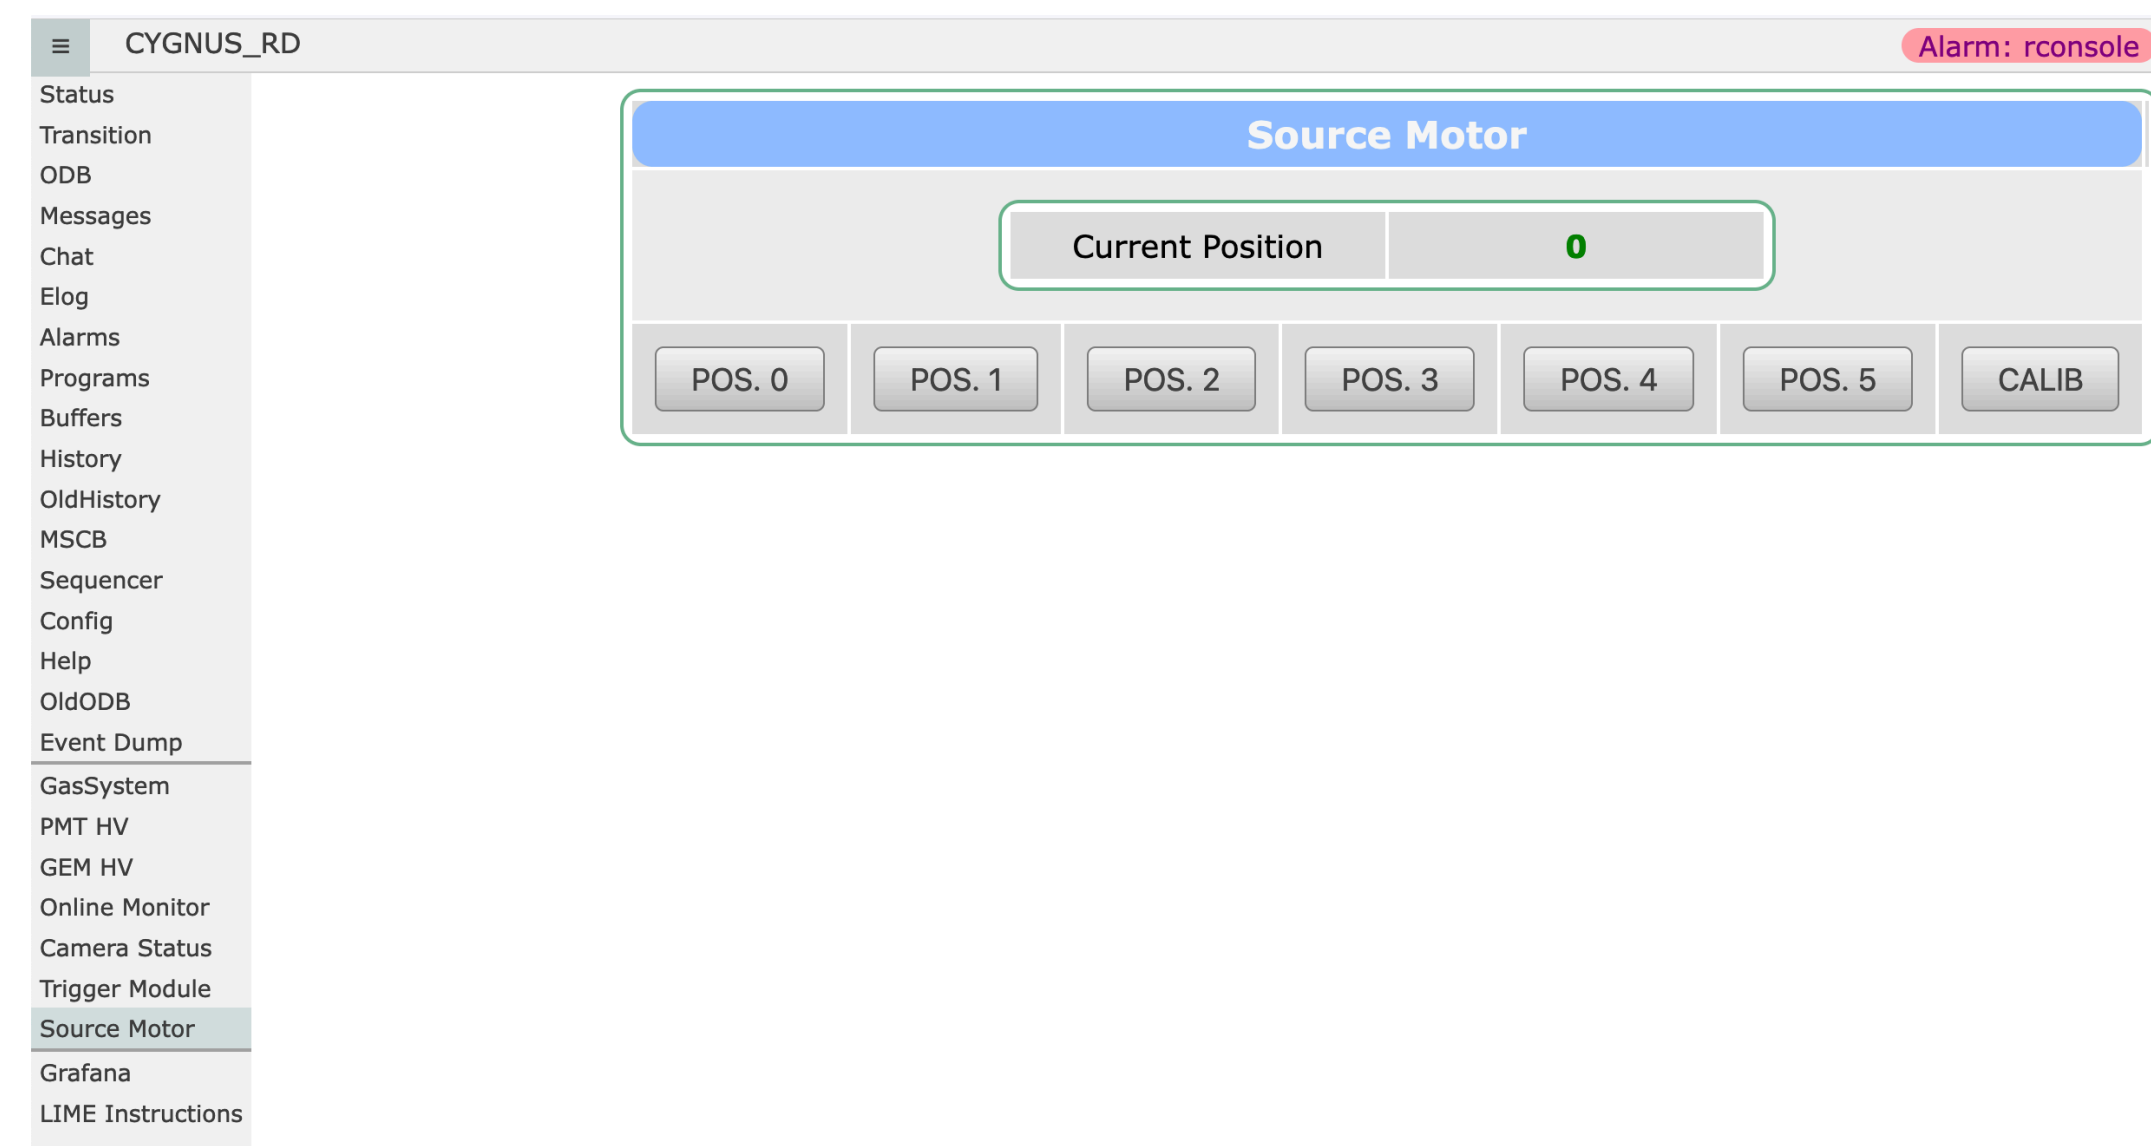 ≡ CYGNUS_RD Alarm: rconsole
Status
Transition
ODB
Messages
Chat
Elog
Alarms
Programs
Buffers
History
OldHistory
MSCB
Sequencer
Config
Help
OldODB
Event Dump
GasSystem
PMT HV
GEM HV
Online Monitor
Camera Status
Trigger Module
Source Motor
Grafana
LIME Instructions
Source Motor
Current Position 0
POS. 0 POS. 1 POS. 2 POS. 3 POS. 4 POS. 5 CALIB